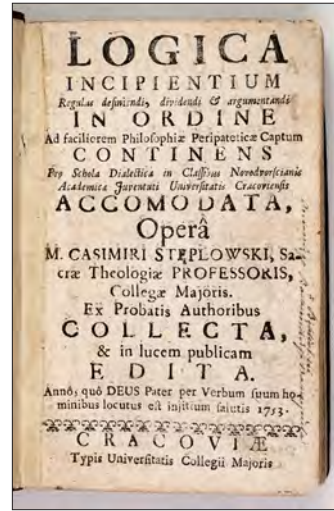 LOGICA
INCIPIENTIUM
Regulas definiendi, dividendi & argumentandi
IN ORDINE
Ad faciliorem Philosophiæ Peripateticæ Captum
CONTINENS
Pro Schola Dialectica in Classibus Novodvorscianis
Academicæ Juventuti Universitatis Cracoviensis
ACCOMODATA,
Operâ
M. CASIMIRI STĘPLOWSKI, Sa-
cræ Theologiæ PROFESSORIS,
Collegæ Majoris.
Ex Probatis Authoribus
COLLECTA,
& in lucem publicam
EDITA.
Annô, quô DEUS Pater per Verbum suum ho-
minibus locutus est initium salutis 1753.
CRACOVIÆ
Typis Universitatis Collegii Majoris